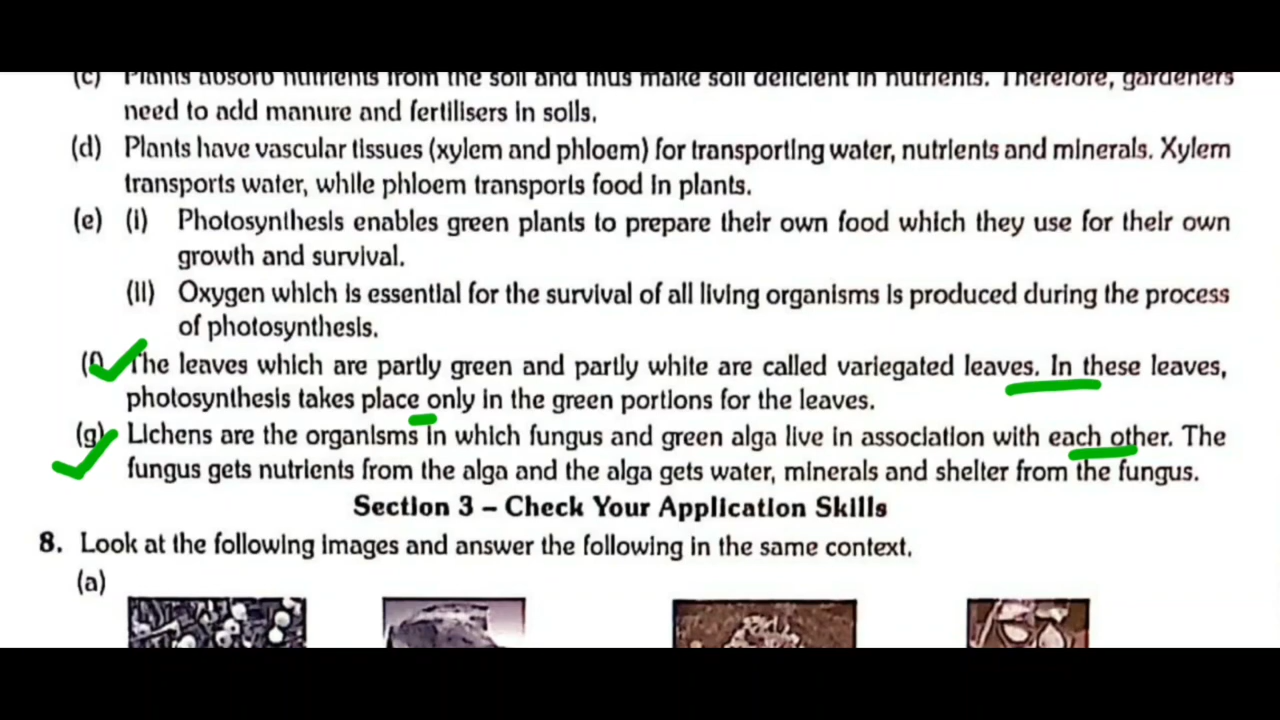 (c) Plants absorb nutrients from the soil and thus make soil deficient in nutrients. Therefore, gardeners
need to add manure and fertilisers in soils.
(d) Plants have vascular tissues (xylem and phloem) for transporting water, nutrients and minerals. Xylem
transports water, while phloem transports food in plants.
(e) (i) Photosynthesis enables green plants to prepare their own food which they use for their own
growth and survival.
(ii) Oxygen which is essential for the survival of all living organisms is produced during the process
of photosynthesis.
(f) The leaves which are partly green and partly white are called variegated leaves. In these leaves,
photosynthesis takes place only in the green portions for the leaves.
(g) Lichens are the organisms in which fungus and green alga live in association with each other. The
fungus gets nutrients from the alga and the alga gets water, minerals and shelter from the fungus.
Section 3 – Check Your Application Skills
8. Look at the following images and answer the following in the same context.
(a)